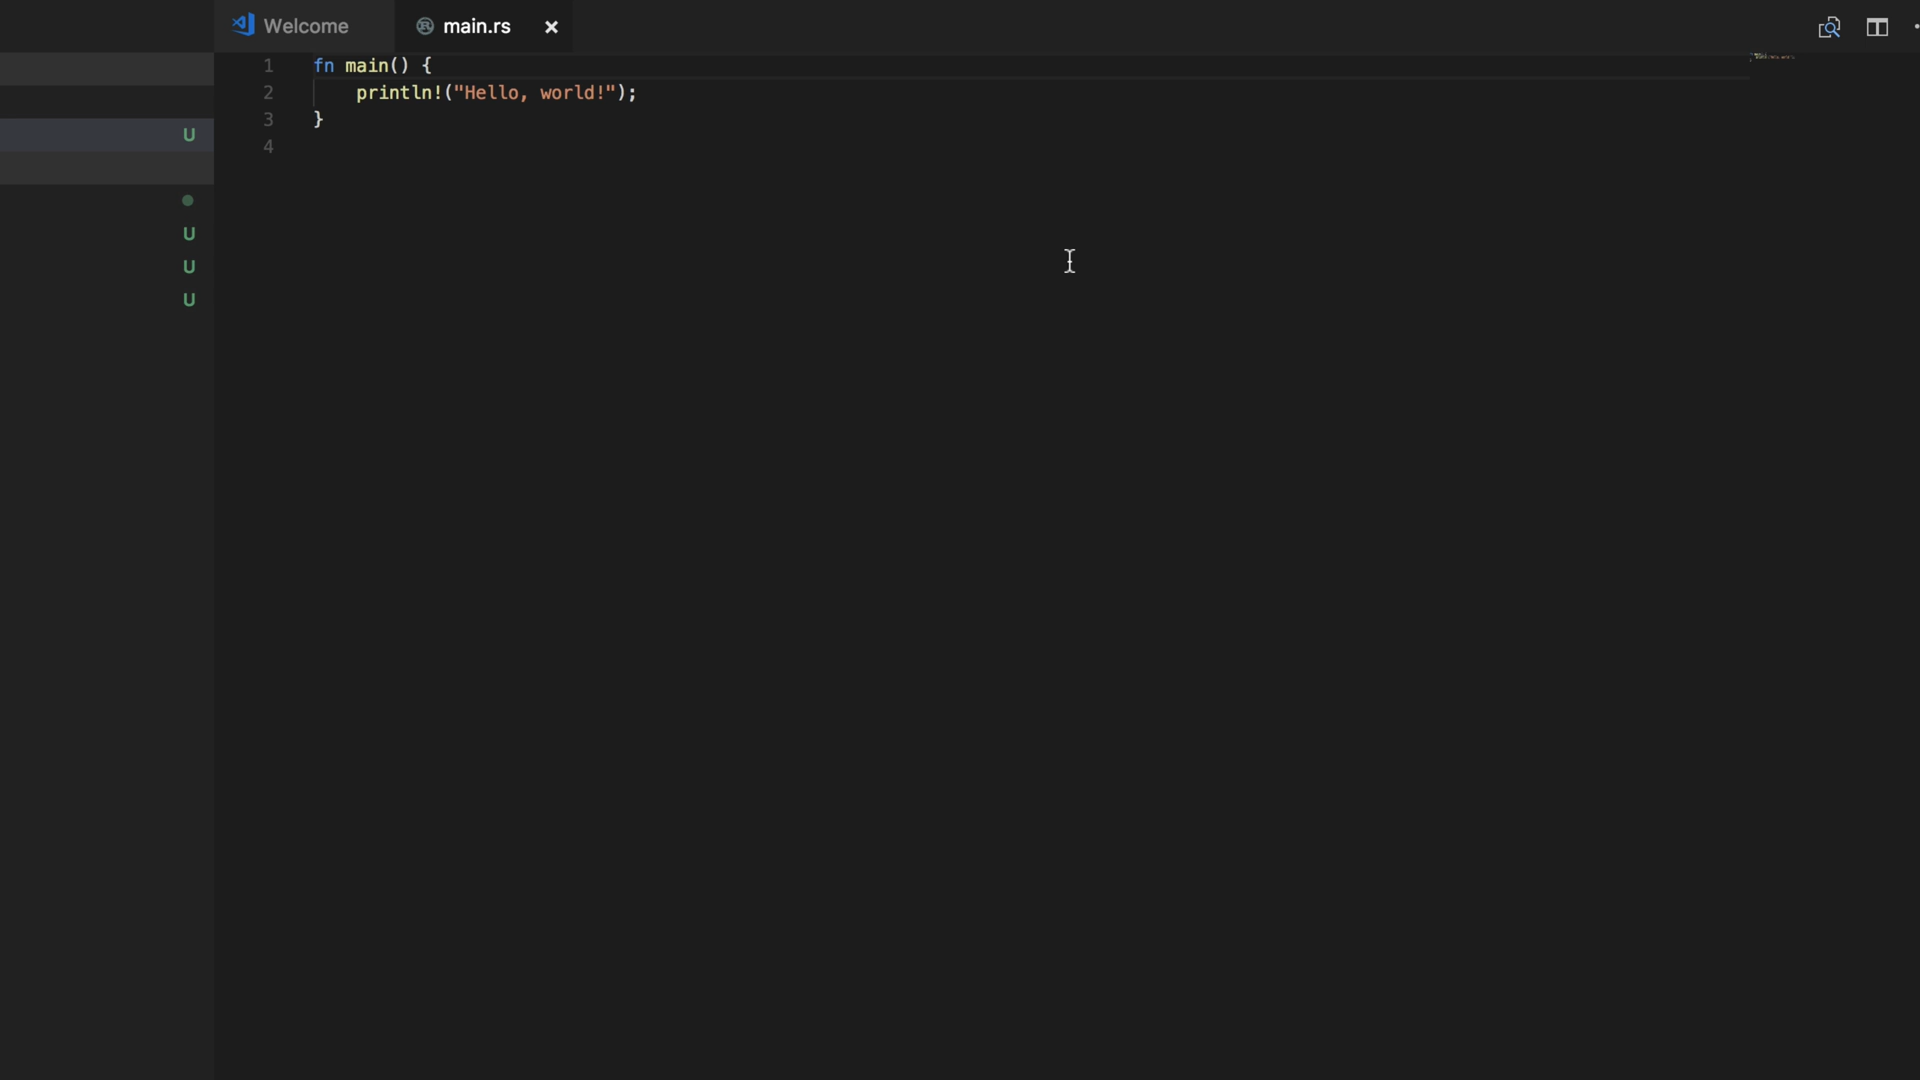 Welcome
main.rs
1 fn main() {
2     println!("Hello, world!");
3 }
4
U
U
U
U